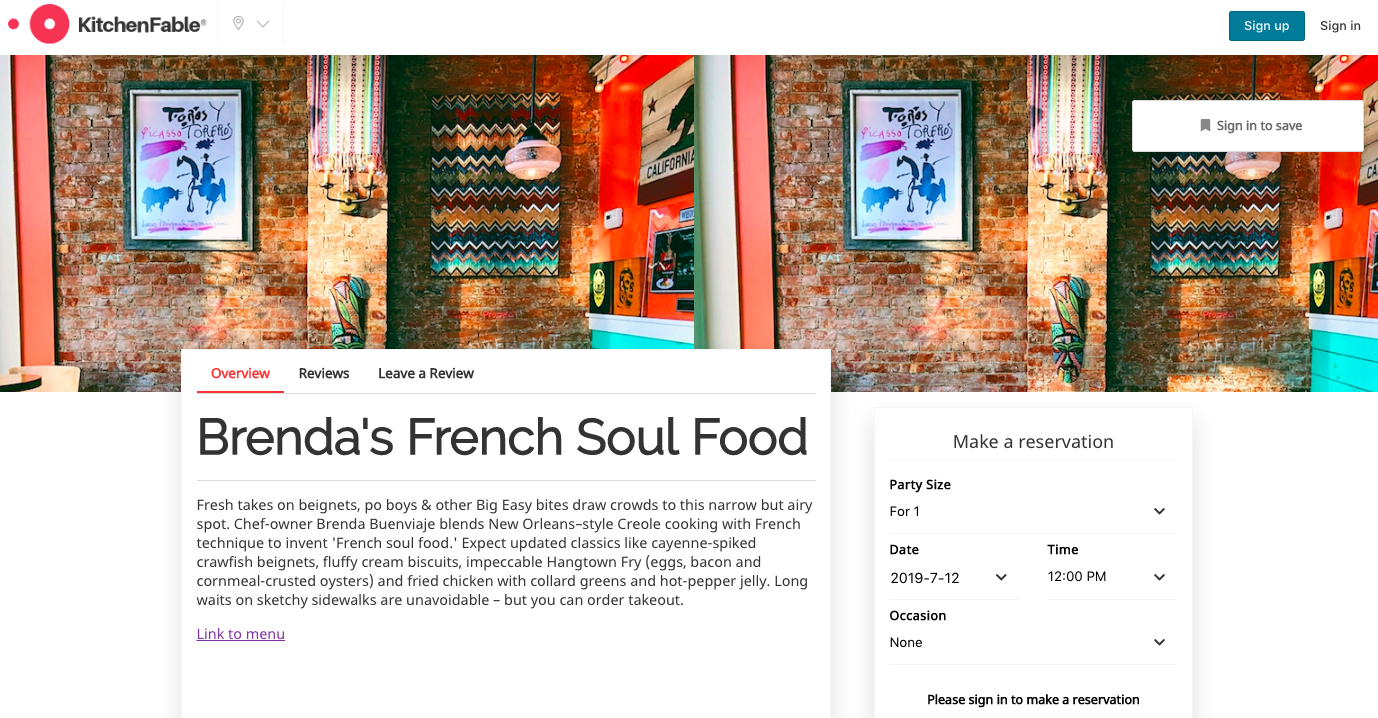 KitchenFable®
Sign up
Sign in
TOROS Y
Picasso
TOREROS
TOROS Y
Picasso
TOREROS
CALIFORNIA
Sign in to save
Overview
Reviews
Leave a Review
Brenda's French Soul Food
Fresh takes on beignets, po boys & other Big Easy bites draw crowds to this narrow but airy
spot. Chef-owner Brenda Buenviaje blends New Orleans–style Creole cooking with French
technique to invent 'French soul food.' Expect updated classics like cayenne-spiked
crawfish beignets, fluffy cream biscuits, impeccable Hangtown Fry (eggs, bacon and
cornmeal-crusted oysters) and fried chicken with collard greens and hot-pepper jelly. Long
waits on sketchy sidewalks are unavoidable – but you can order takeout.
Link to menu
Make a reservation
Party Size
For 1
Date
Time
2019-7-12
12:00 PM
Occasion
None
Please sign in to make a reservation